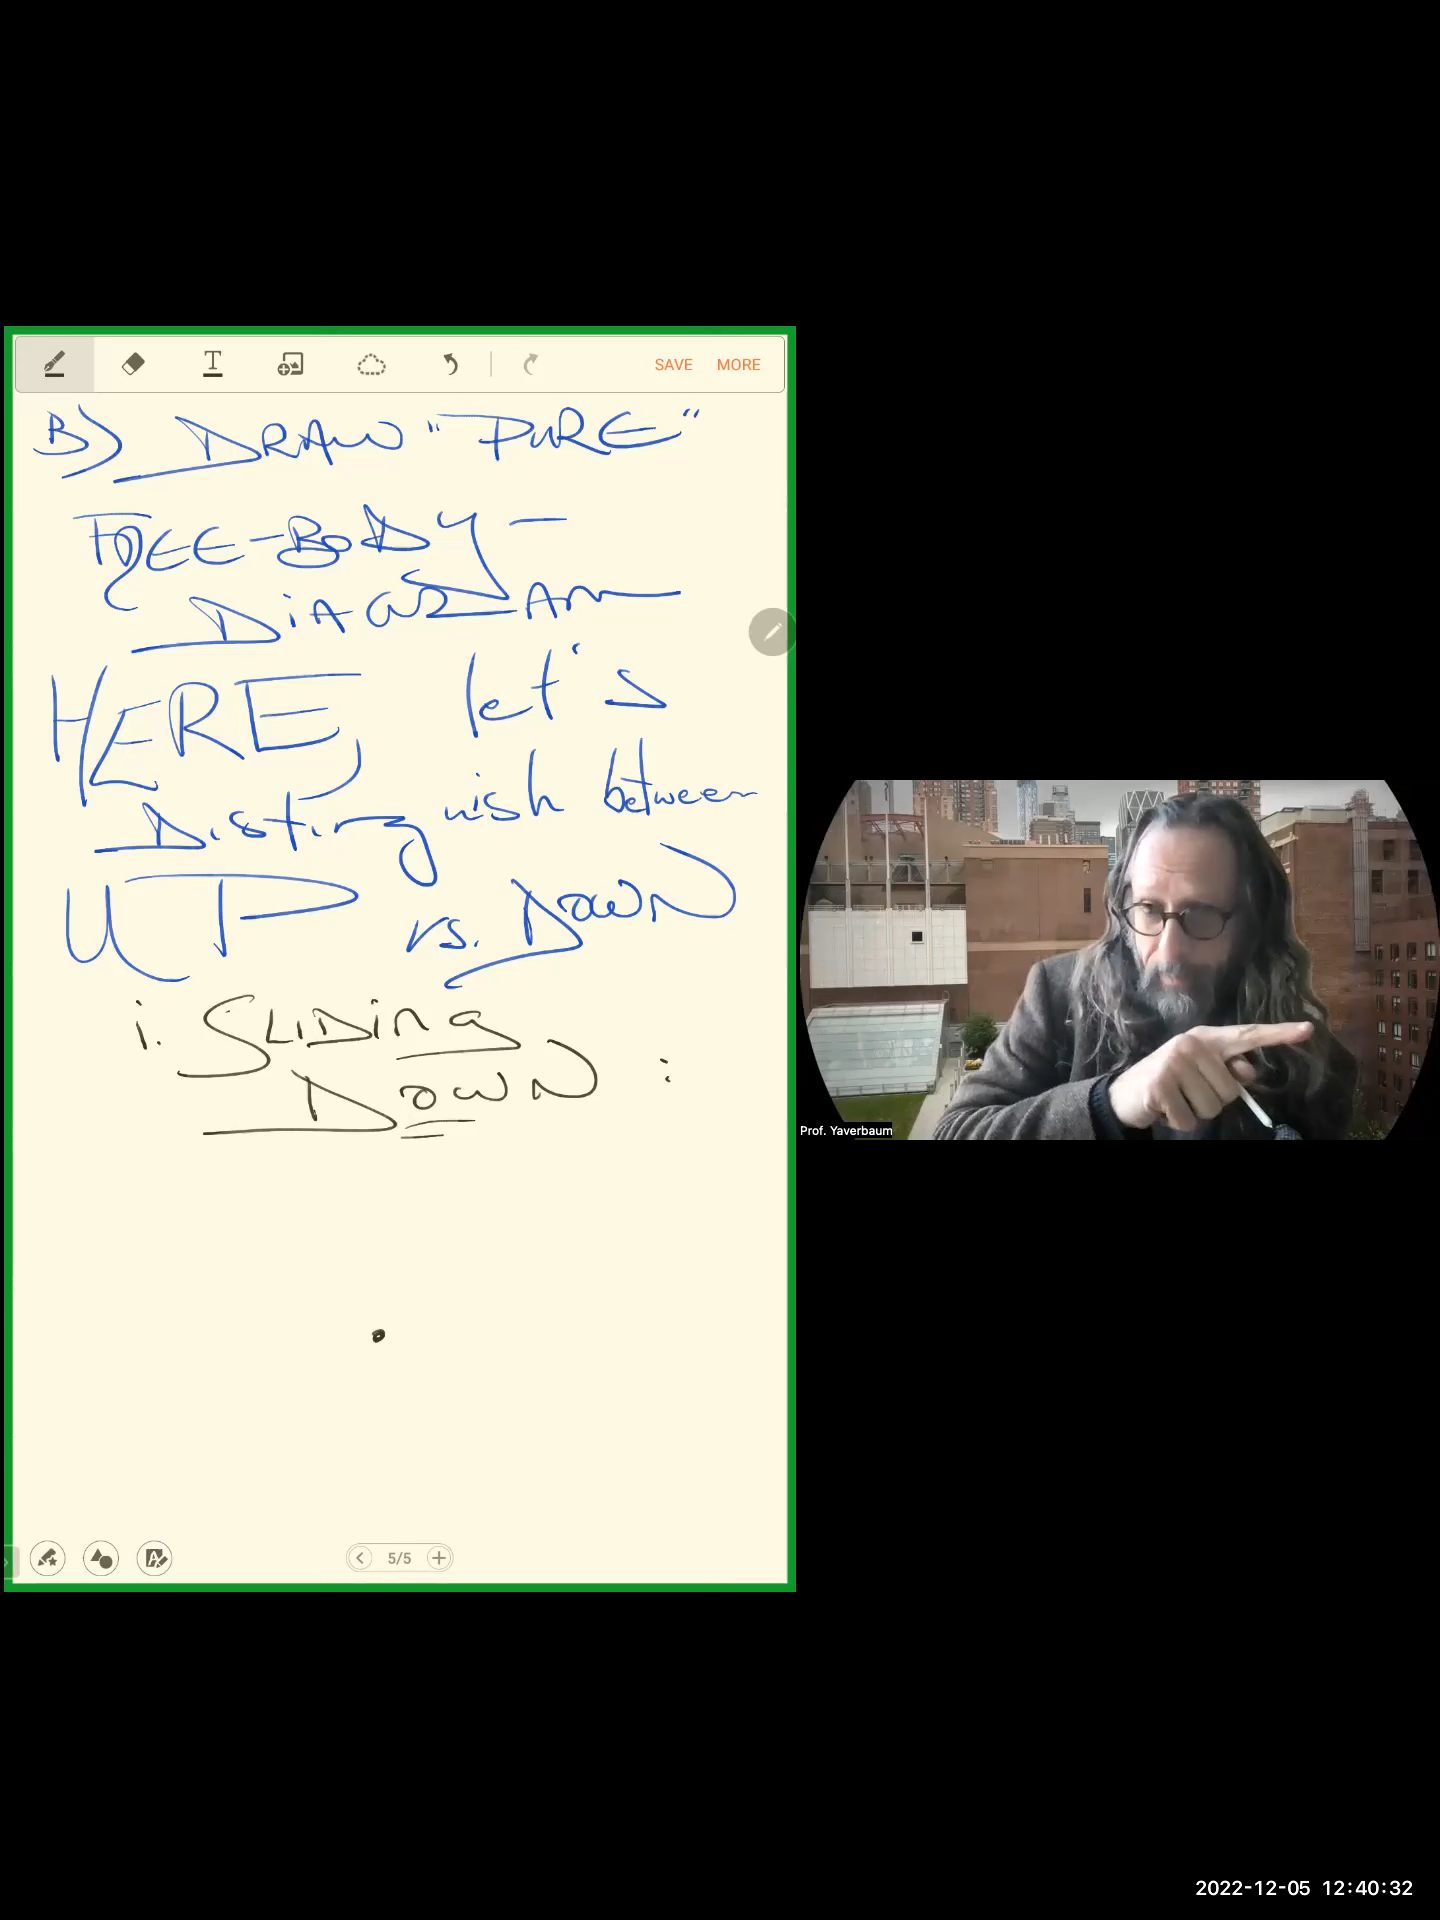 SAVE MORE
B) DRAW "PURE"
FREE-BODY-
DIAGRAM
HERE, let's
Distinguish between
UP vs. DOWN
i. SLIDING
DOWN :
5/5
Prof. Yaverbaum
2022-12-05 12:40:32